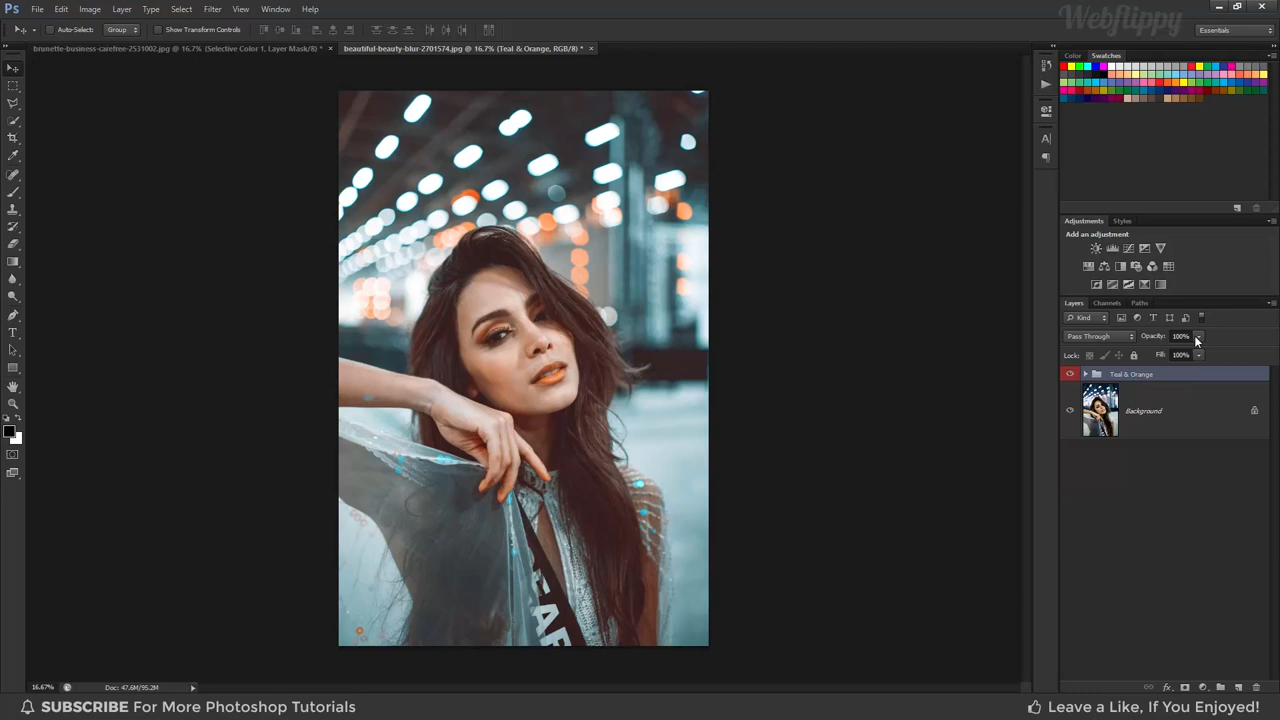 Ps File Edit Image Layer Type Select Filter View Window Webflippy
Auto-Select: Group Show Transform Controls Essentials
brunette-business-carefree-2531002.jpg @ 16.7% (Selective Color 1, Layer Mask/8) * × beautiful-beauty-blur-2701574.jpg @ 16.7% (Teal & Orange, RGB/8) * ×
Color Swatches
Adjustments Styles
Add an adjustment
Layers Channels Paths
Kind
Pass Through Opacity: 100%
Lock: Fill: 100%
Teal & Orange
Background
CAR
16.67% Doc: 47.6M/95.2M
SUBSCRIBE For More Photoshop Tutorials Leave a Like, If You Enjoyed!